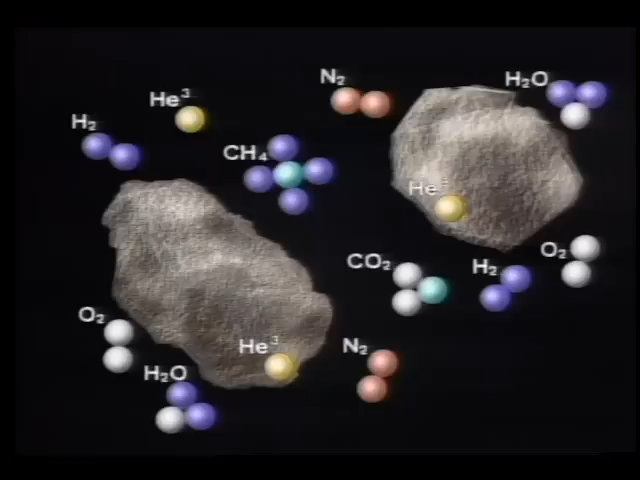 N₂
H₂O
He³
H₂
CH₄
He³
O₂
CO₂
H₂
O₂
He³
N₂
H₂O